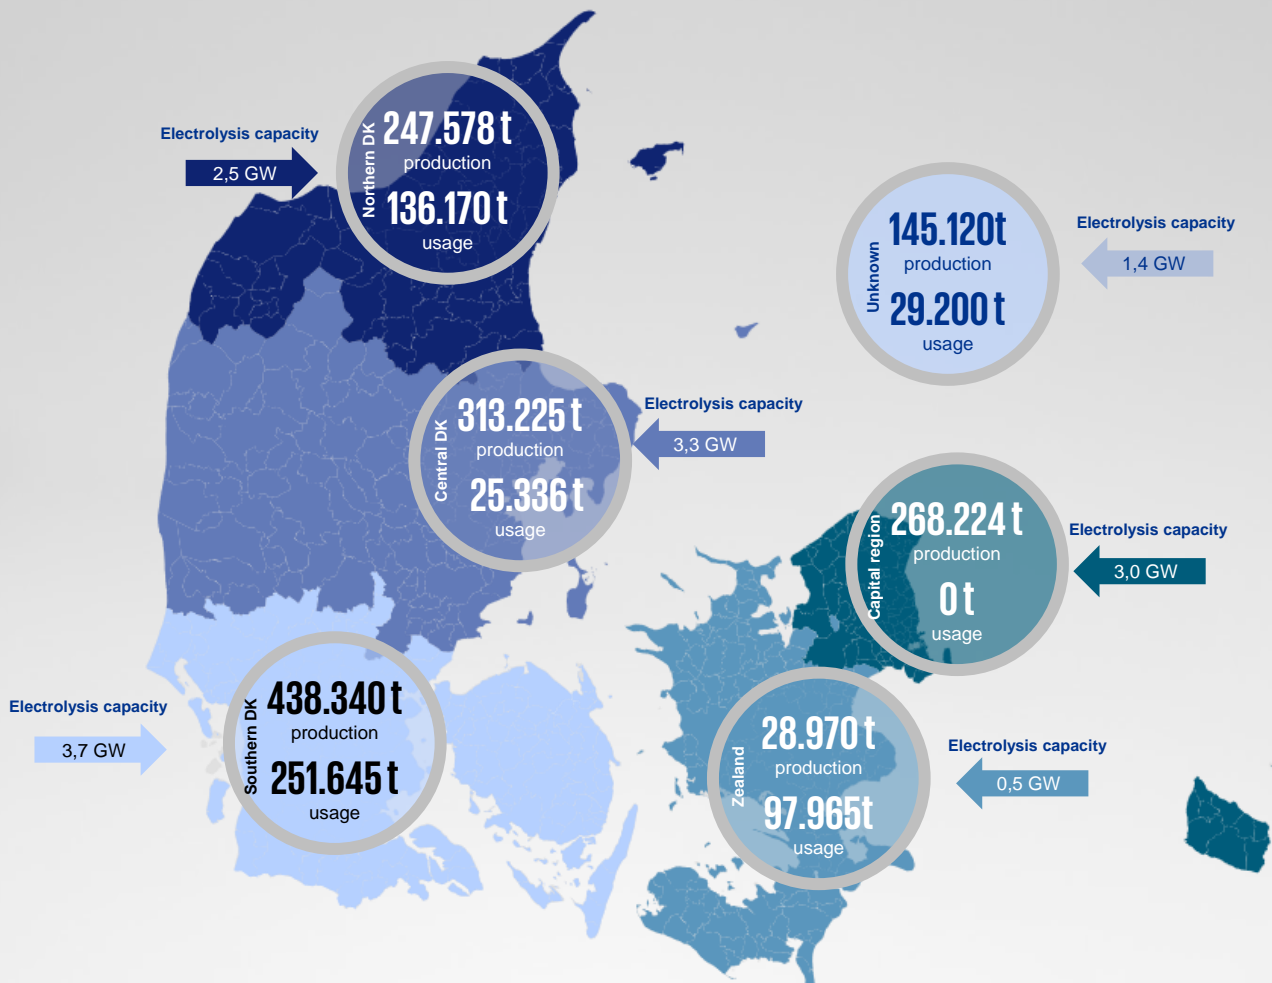 Northern DK
247.578 t
production
136.170 t
usage
Electrolysis capacity
2,5 GW
Unknown
145.120t
production
29.200 t
usage
Electrolysis capacity
1,4 GW
Central DK
313.225 t
production
25.336 t
usage
Electrolysis capacity
3,3 GW
Capital region
268.224 t
production
0 t
usage
Electrolysis capacity
3,0 GW
Southern DK
438.340 t
production
251.645 t
usage
Electrolysis capacity
3,7 GW
Zealand
28.970 t
production
97.965t
usage
Electrolysis capacity
0,5 GW